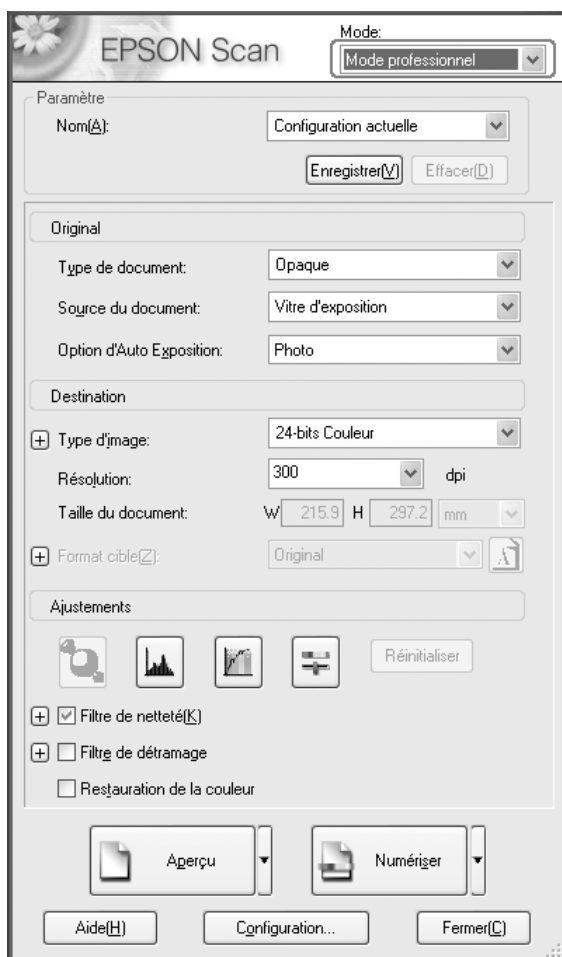 EPSON Scan
Mode:
Mode professionnel
Paramètre
Nom(A):
Configuration actuelle
Enregistrer(V)
Effacer(D)
Original
Type de document:
Opaque
Source du document:
Vitre d'exposition
Option d'Auto Exposition:
Photo
Destination
Type d'image:
24-bits Couleur
Résolution:
300
dpi
Taille du document:
W 215.9 H 297.2 mm
Format cible(Z):
Original
Ajustements
Réinitialiser
Filtre de netteté(K)
Filtre de détramage
Restauration de la couleur
Aperçu
Numériser
Aide(H)
Configuration...
Fermer(C)